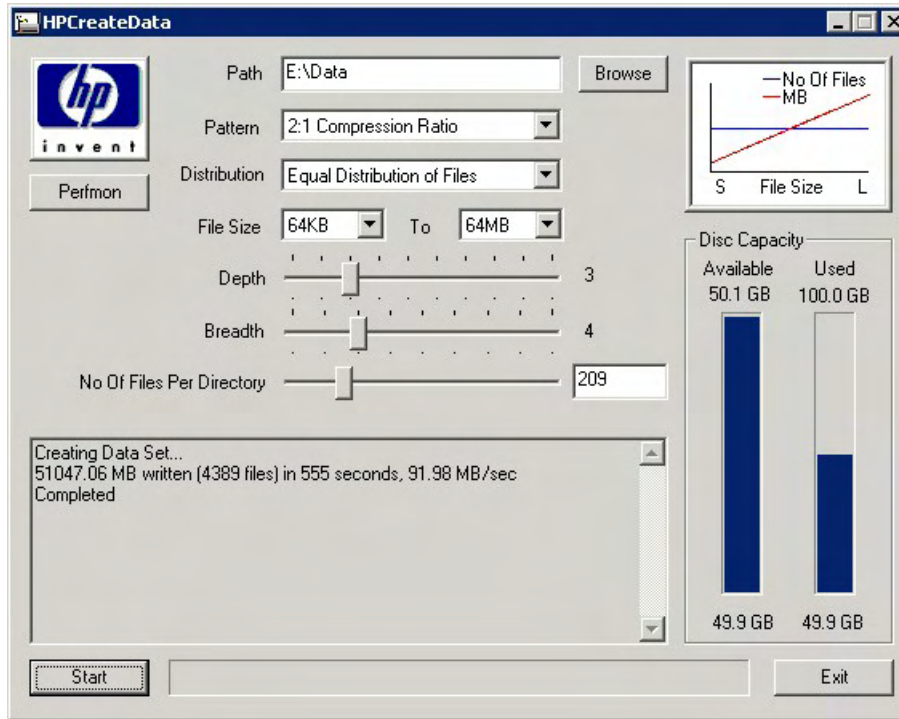 HPCreateData
hp
invent
Perfmon
Path E:\Data Browse
Pattern 2:1 Compression Ratio
Distribution Equal Distribution of Files
File Size 64KB To 64MB
Depth 3
Breadth 4
No Of Files Per Directory 209
No Of Files
MB
S File Size L
Disc Capacity
Available Used
50.1 GB 100.0 GB
49.9 GB 49.9 GB
Creating Data Set...
51047.06 MB written (4389 files) in 555 seconds, 91.98 MB/sec
Completed
Start Exit